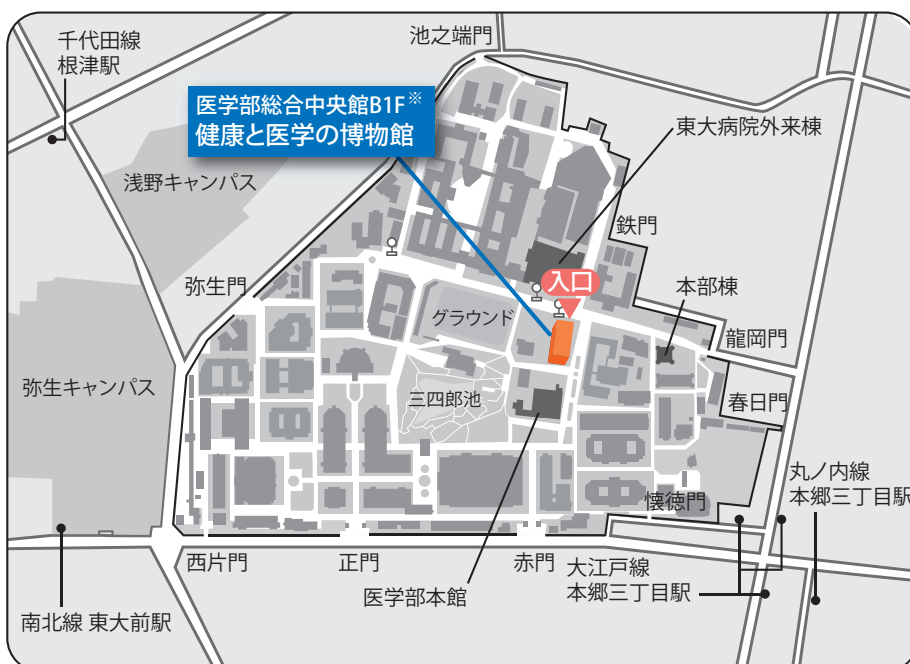 千代田線
根津駅
池之端門
医学部総合中央館B1F※
健康と医学の博物館
東大病院外来棟
浅野キャンパス
鉄門
入口
弥生門
本部棟
グラウンド
龍岡門
弥生キャンパス
三四郎池
春日門
丸ノ内線
本郷三丁目駅
懐徳門
西片門
正門
赤門
大江戸線
本郷三丁目駅
医学部本館
南北線 東大前駅